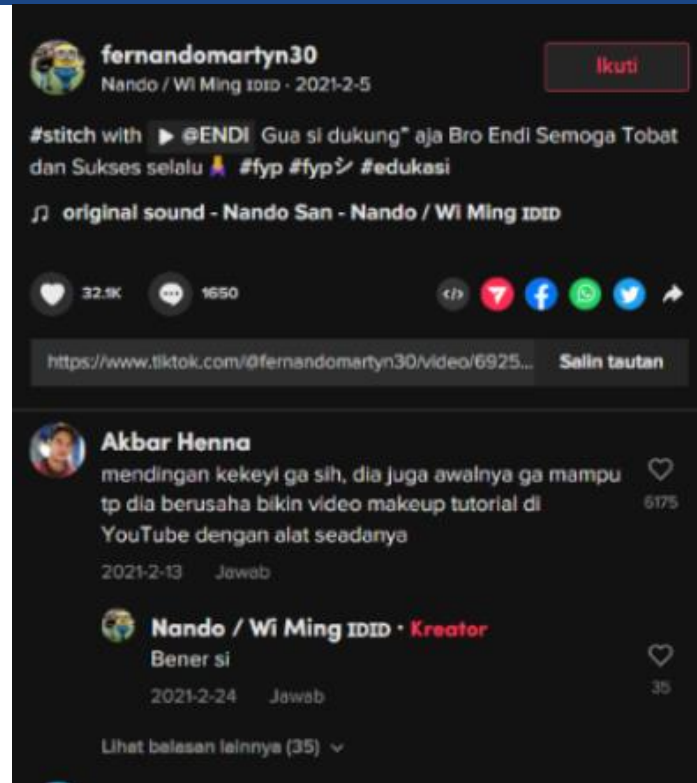 fernandomartyn30
Ikuti
Nando / Wi Ming IDID · 2021-2-5
#stitch with ▶ @ENDI Gua si dukung" aja Bro Endi Semoga Tobat
dan Sukses selalu 🙏 #fyp #fypシ #edukasi
♫ original sound - Nando San - Nando / Wi Ming IDID
32.1K 1650
https://www.tiktok.com/@fernandomartyn30/video/6925... Salin tautan
Akbar Henna
mendingan kekeyi ga sih, dia juga awalnya ga mampu
tp dia berusaha bikin video makeup tutorial di
YouTube dengan alat seadanya
6175
2021-2-13 Jawab
Nando / Wi Ming IDID · Kreator
Bener si
35
2021-2-24 Jawab
Lihat balasan lainnya (35)